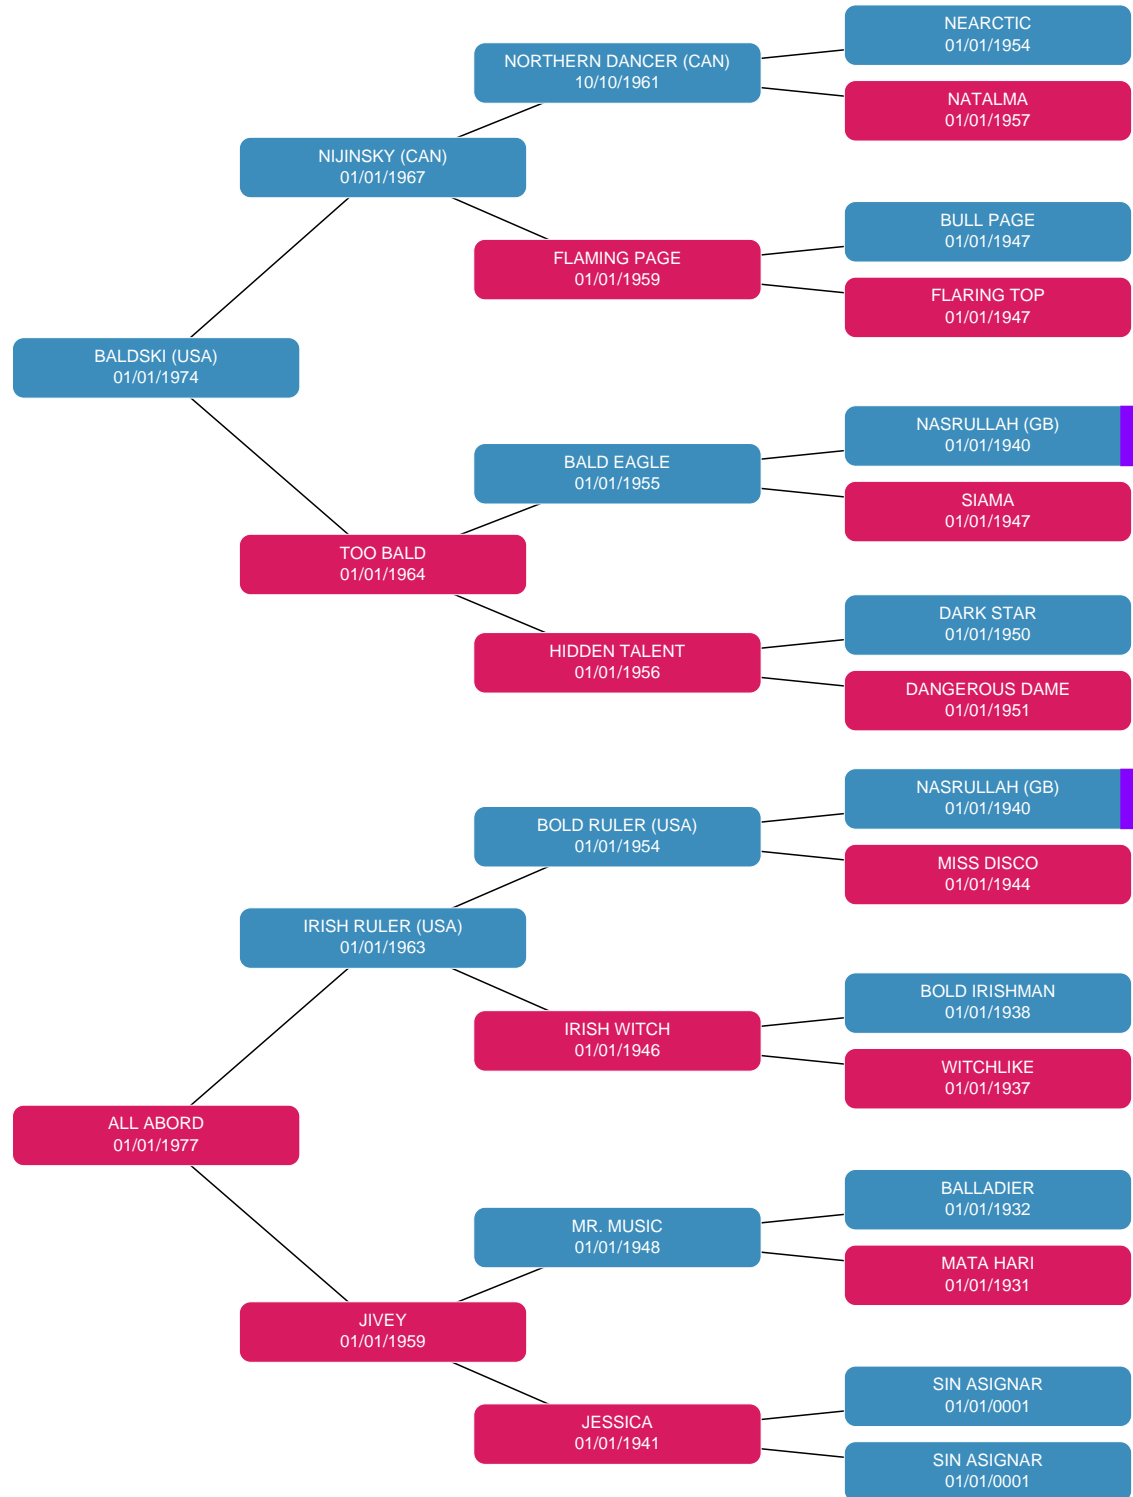 NEARCTIC
01/01/1954
NORTHERN DANCER (CAN)
10/10/1961
NATALMA
01/01/1957
NIJINSKY (CAN)
01/01/1967
BULL PAGE
01/01/1947
FLAMING PAGE
01/01/1959
FLARING TOP
01/01/1947
BALDSKI (USA)
01/01/1974
NASRULLAH (GB)
01/01/1940
BALD EAGLE
01/01/1955
SIAMA
01/01/1947
TOO BALD
01/01/1964
DARK STAR
01/01/1950
HIDDEN TALENT
01/01/1956
DANGEROUS DAME
01/01/1951
NASRULLAH (GB)
01/01/1940
BOLD RULER (USA)
01/01/1954
MISS DISCO
01/01/1944
IRISH RULER (USA)
01/01/1963
BOLD IRISHMAN
01/01/1938
IRISH WITCH
01/01/1946
WITCHLIKE
01/01/1937
ALL ABORD
01/01/1977
BALLADIER
01/01/1932
MR. MUSIC
01/01/1948
MATA HARI
01/01/1931
JIVEY
01/01/1959
SIN ASIGNAR
01/01/0001
JESSICA
01/01/1941
SIN ASIGNAR
01/01/0001